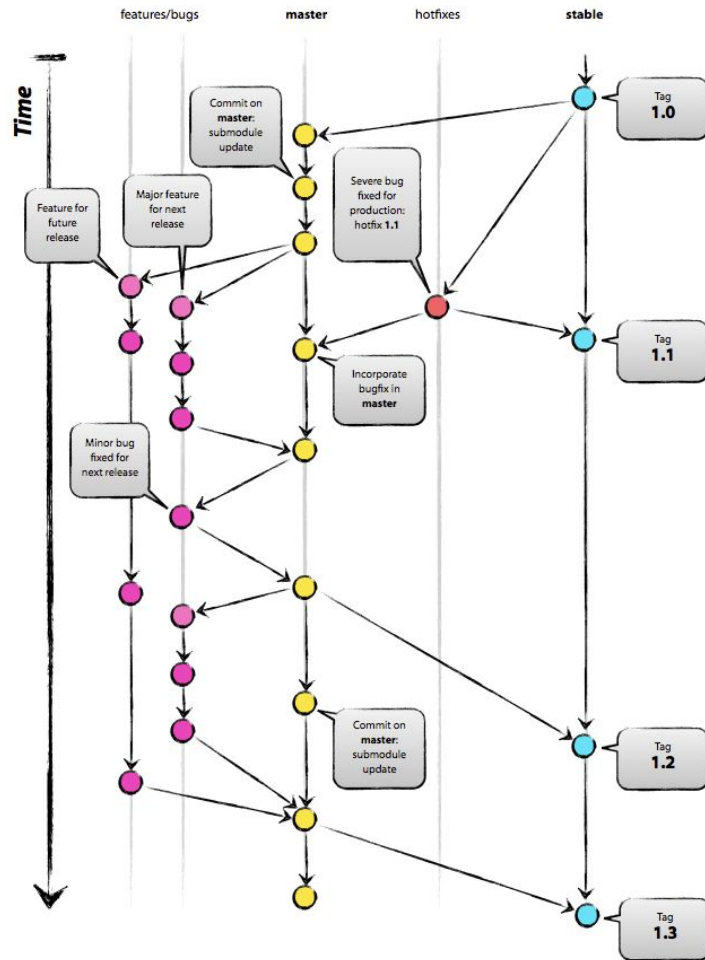 features/bugs
master
hotfixes
stable
Time
Tag
1.0
Commit on
master:
submodule
update
Severe bug
fixed for
production:
hotfix 1.1
Major feature
for next
release
Feature for
future
release
Tag
1.1
Incorporate
bugfix in
master
Minor bug
fixed for
next release
Commit on
master:
submodule
update
Tag
1.2
Tag
1.3